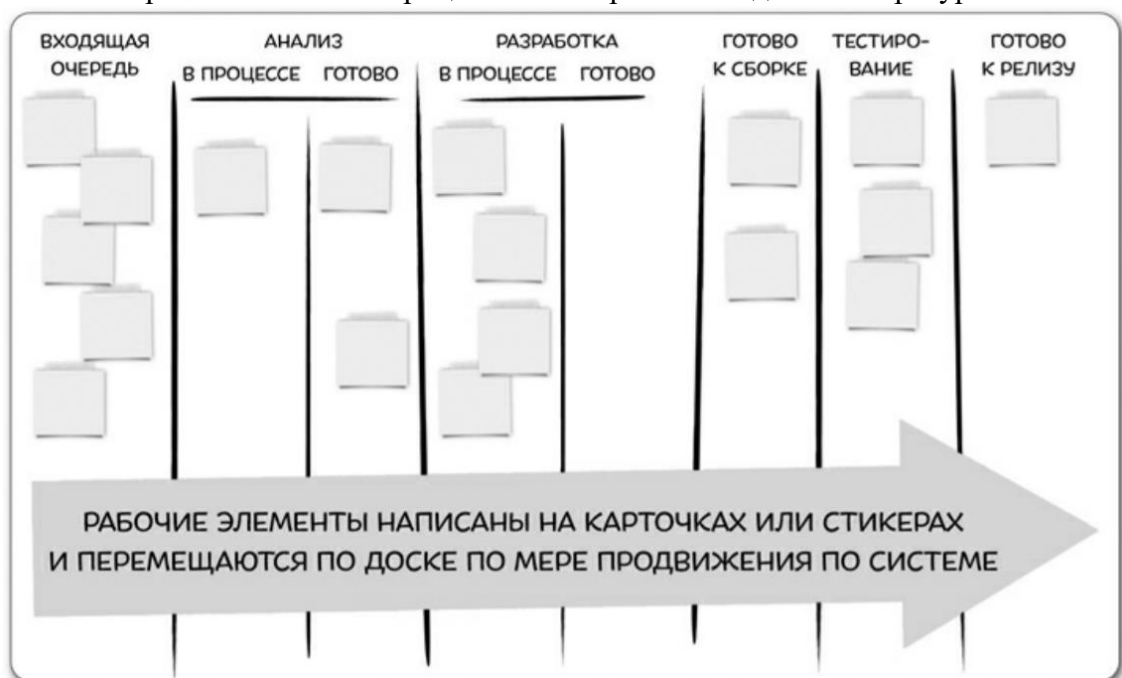 ВХОДЯЩАЯ
ОЧЕРЕДЬ
АНАЛИЗ
В ПРОЦЕССЕ ГОТОВО
РАЗРАБОТКА
В ПРОЦЕССЕ ГОТОВО
ГОТОВО
К СБОРКЕ
ТЕСТИРО-
ВАНИЕ
ГОТОВО
К РЕЛИЗУ
РАБОЧИЕ ЭЛЕМЕНТЫ НАПИСАНЫ НА КАРТОЧКАХ ИЛИ СТИКЕРАХ
И ПЕРЕМЕЩАЮТСЯ ПО ДОСКЕ ПО МЕРЕ ПРОДВИЖЕНИЯ ПО СИСТЕМЕ